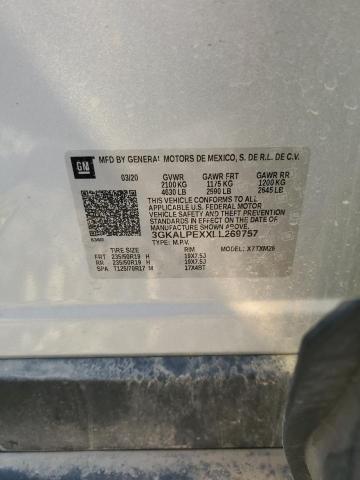 GM
MFD BY GENERAL MOTORS DE MEXICO, S. DE R.L. DE C.V.
03/20 GVWR GAWR FRT GAWR RR
2100 KG 1175 KG 1200 KG
4630 LB 2590 LB 2645 LB
THIS VEHICLE CONFORMS TO ALL
APPLICABLE U.S. FEDERAL MOTOR
VEHICLE SAFETY AND THEFT PREVENTION
STANDARDS IN EFFECT ON THE DATE OF
MANUFACTURE SHOWN ABOVE.
3GKALPEXXLL269757
TYPE: M.P.V. MODEL: XTTXM26
TIRE SIZE RIM
FRT 235/50R19 H 19X7.5J
RR 235/50R19 H 19X7.5J
SPA T125/70R17 M 17X4BT